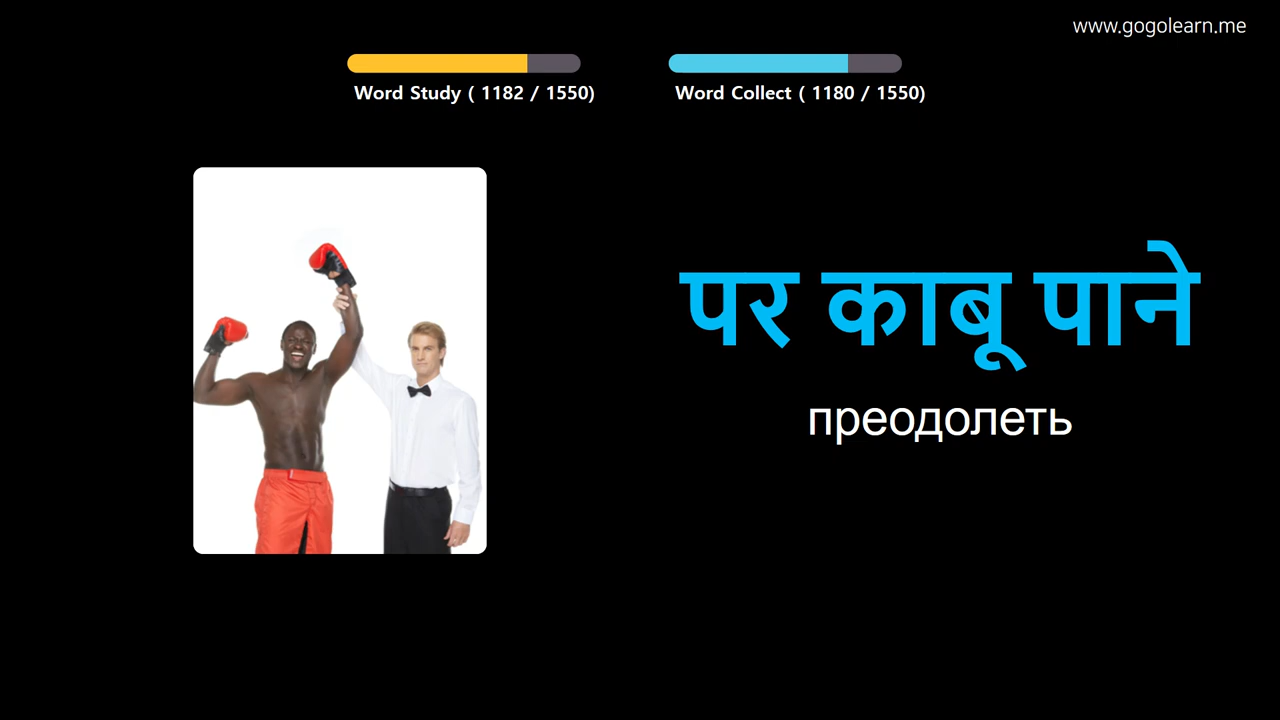 www.gogolearn.me
Word Study ( 1182 / 1550)
Word Collect ( 1180 / 1550)
पर काबू पाने
преодолеть